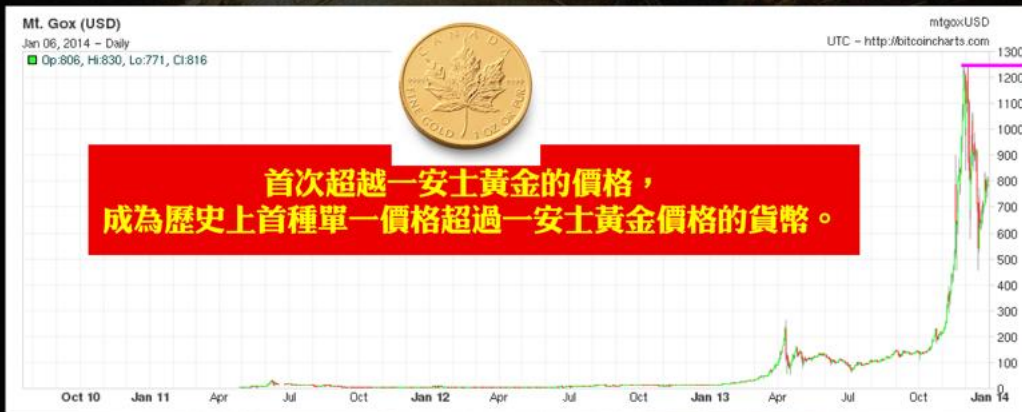 Mt. Gox (USD)
mtgoxUSD
Jan 06, 2014 – Daily
UTC – http://bitcoincharts.com
Op:806, Hi:830, Lo:771, Cl:816
CANADA
9999
9999
FINE GOLD 1 OZ OR PUR
首次超越一安士黃金的價格，
成為歷史上首種單一價格超過一安士黃金價格的貨幣。
1300
1200
1100
1000
900
800
700
600
500
400
300
200
100
0
Oct 10 Jan 11 Apr Jul Oct Jan 12 Apr Jul Oct Jan 13 Apr Jul Oct Jan 14